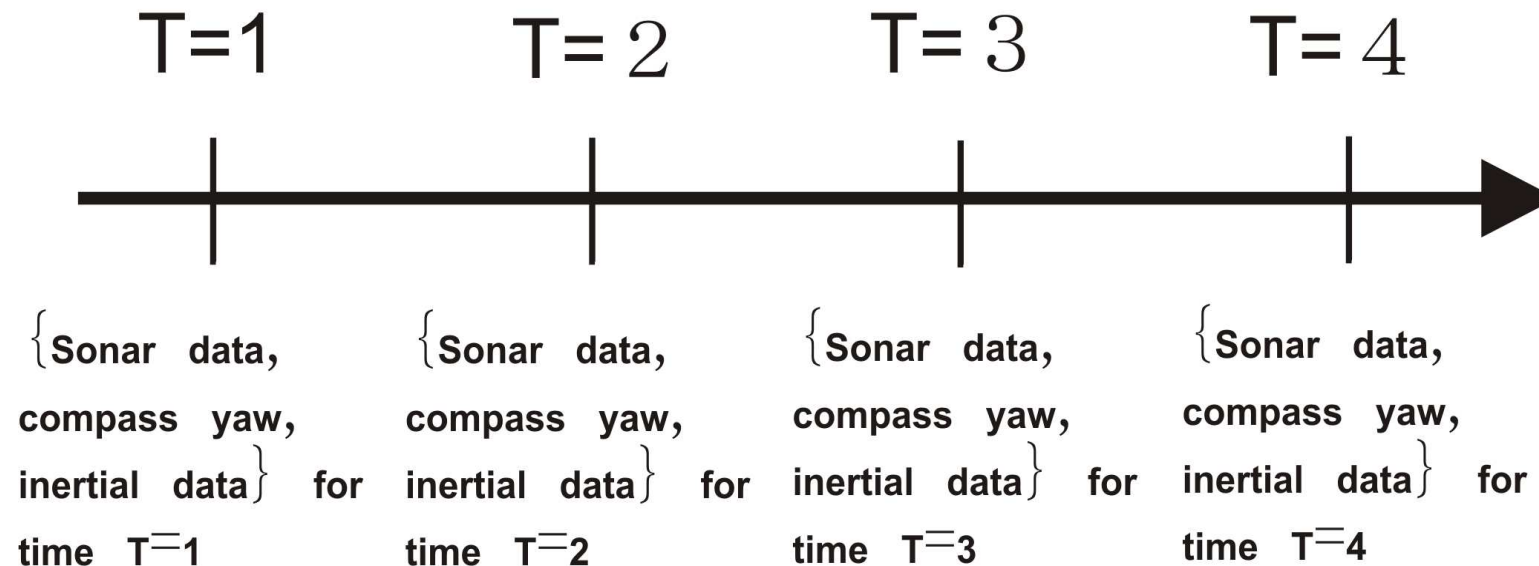 T=1 T= 2 T= 3 T= 4
{Sonar data,
compass yaw,
inertial data} for
time T=1
{Sonar data,
compass yaw,
inertial data} for
time T=2
{Sonar data,
compass yaw,
inertial data} for
time T=3
{Sonar data,
compass yaw,
inertial data} for
time T=4